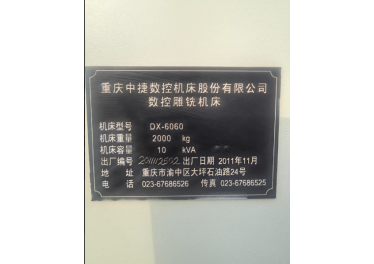 重庆中捷数控机床股份有限公司
数控雕铣机床
机床型号 DX-6060
机床重量 2000 kg
机床容量 10 kVA
出厂编号 出厂日期 2011年11月
地 址 重庆市渝中区大坪石油路24号
电 话 023-67686526 传真 023-67686525